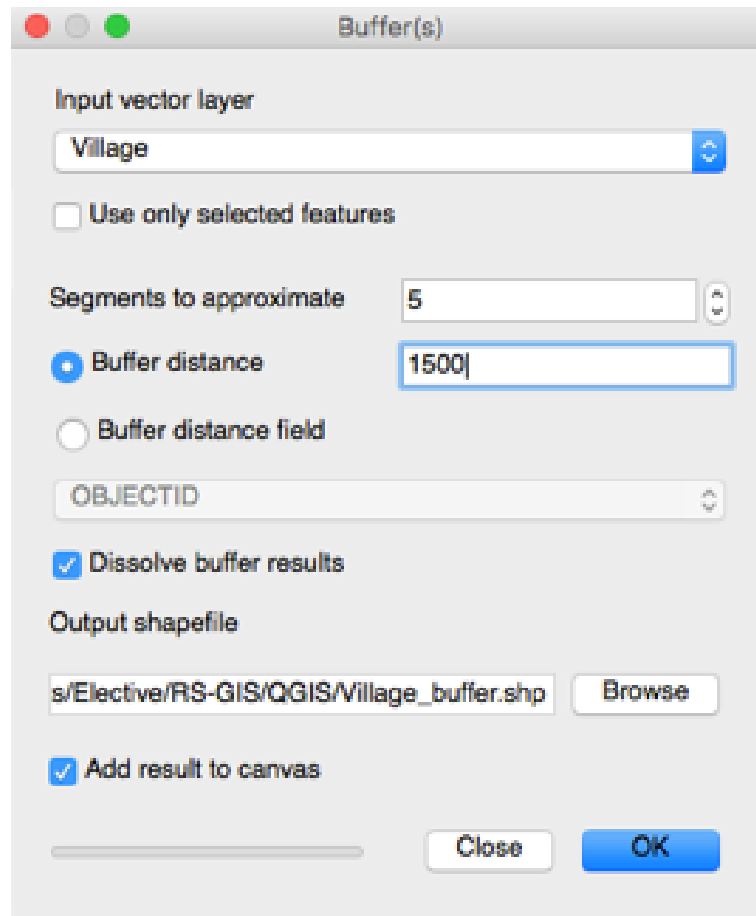 Buffer(s)
Input vector layer
Village
Use only selected features
Segments to approximate 5
Buffer distance 1500
Buffer distance field
OBJECTID
Dissolve buffer results
Output shapefile
s/Elective/RS-GIS/QGIS/Village_buffer.shp Browse
Add result to canvas
Close OK